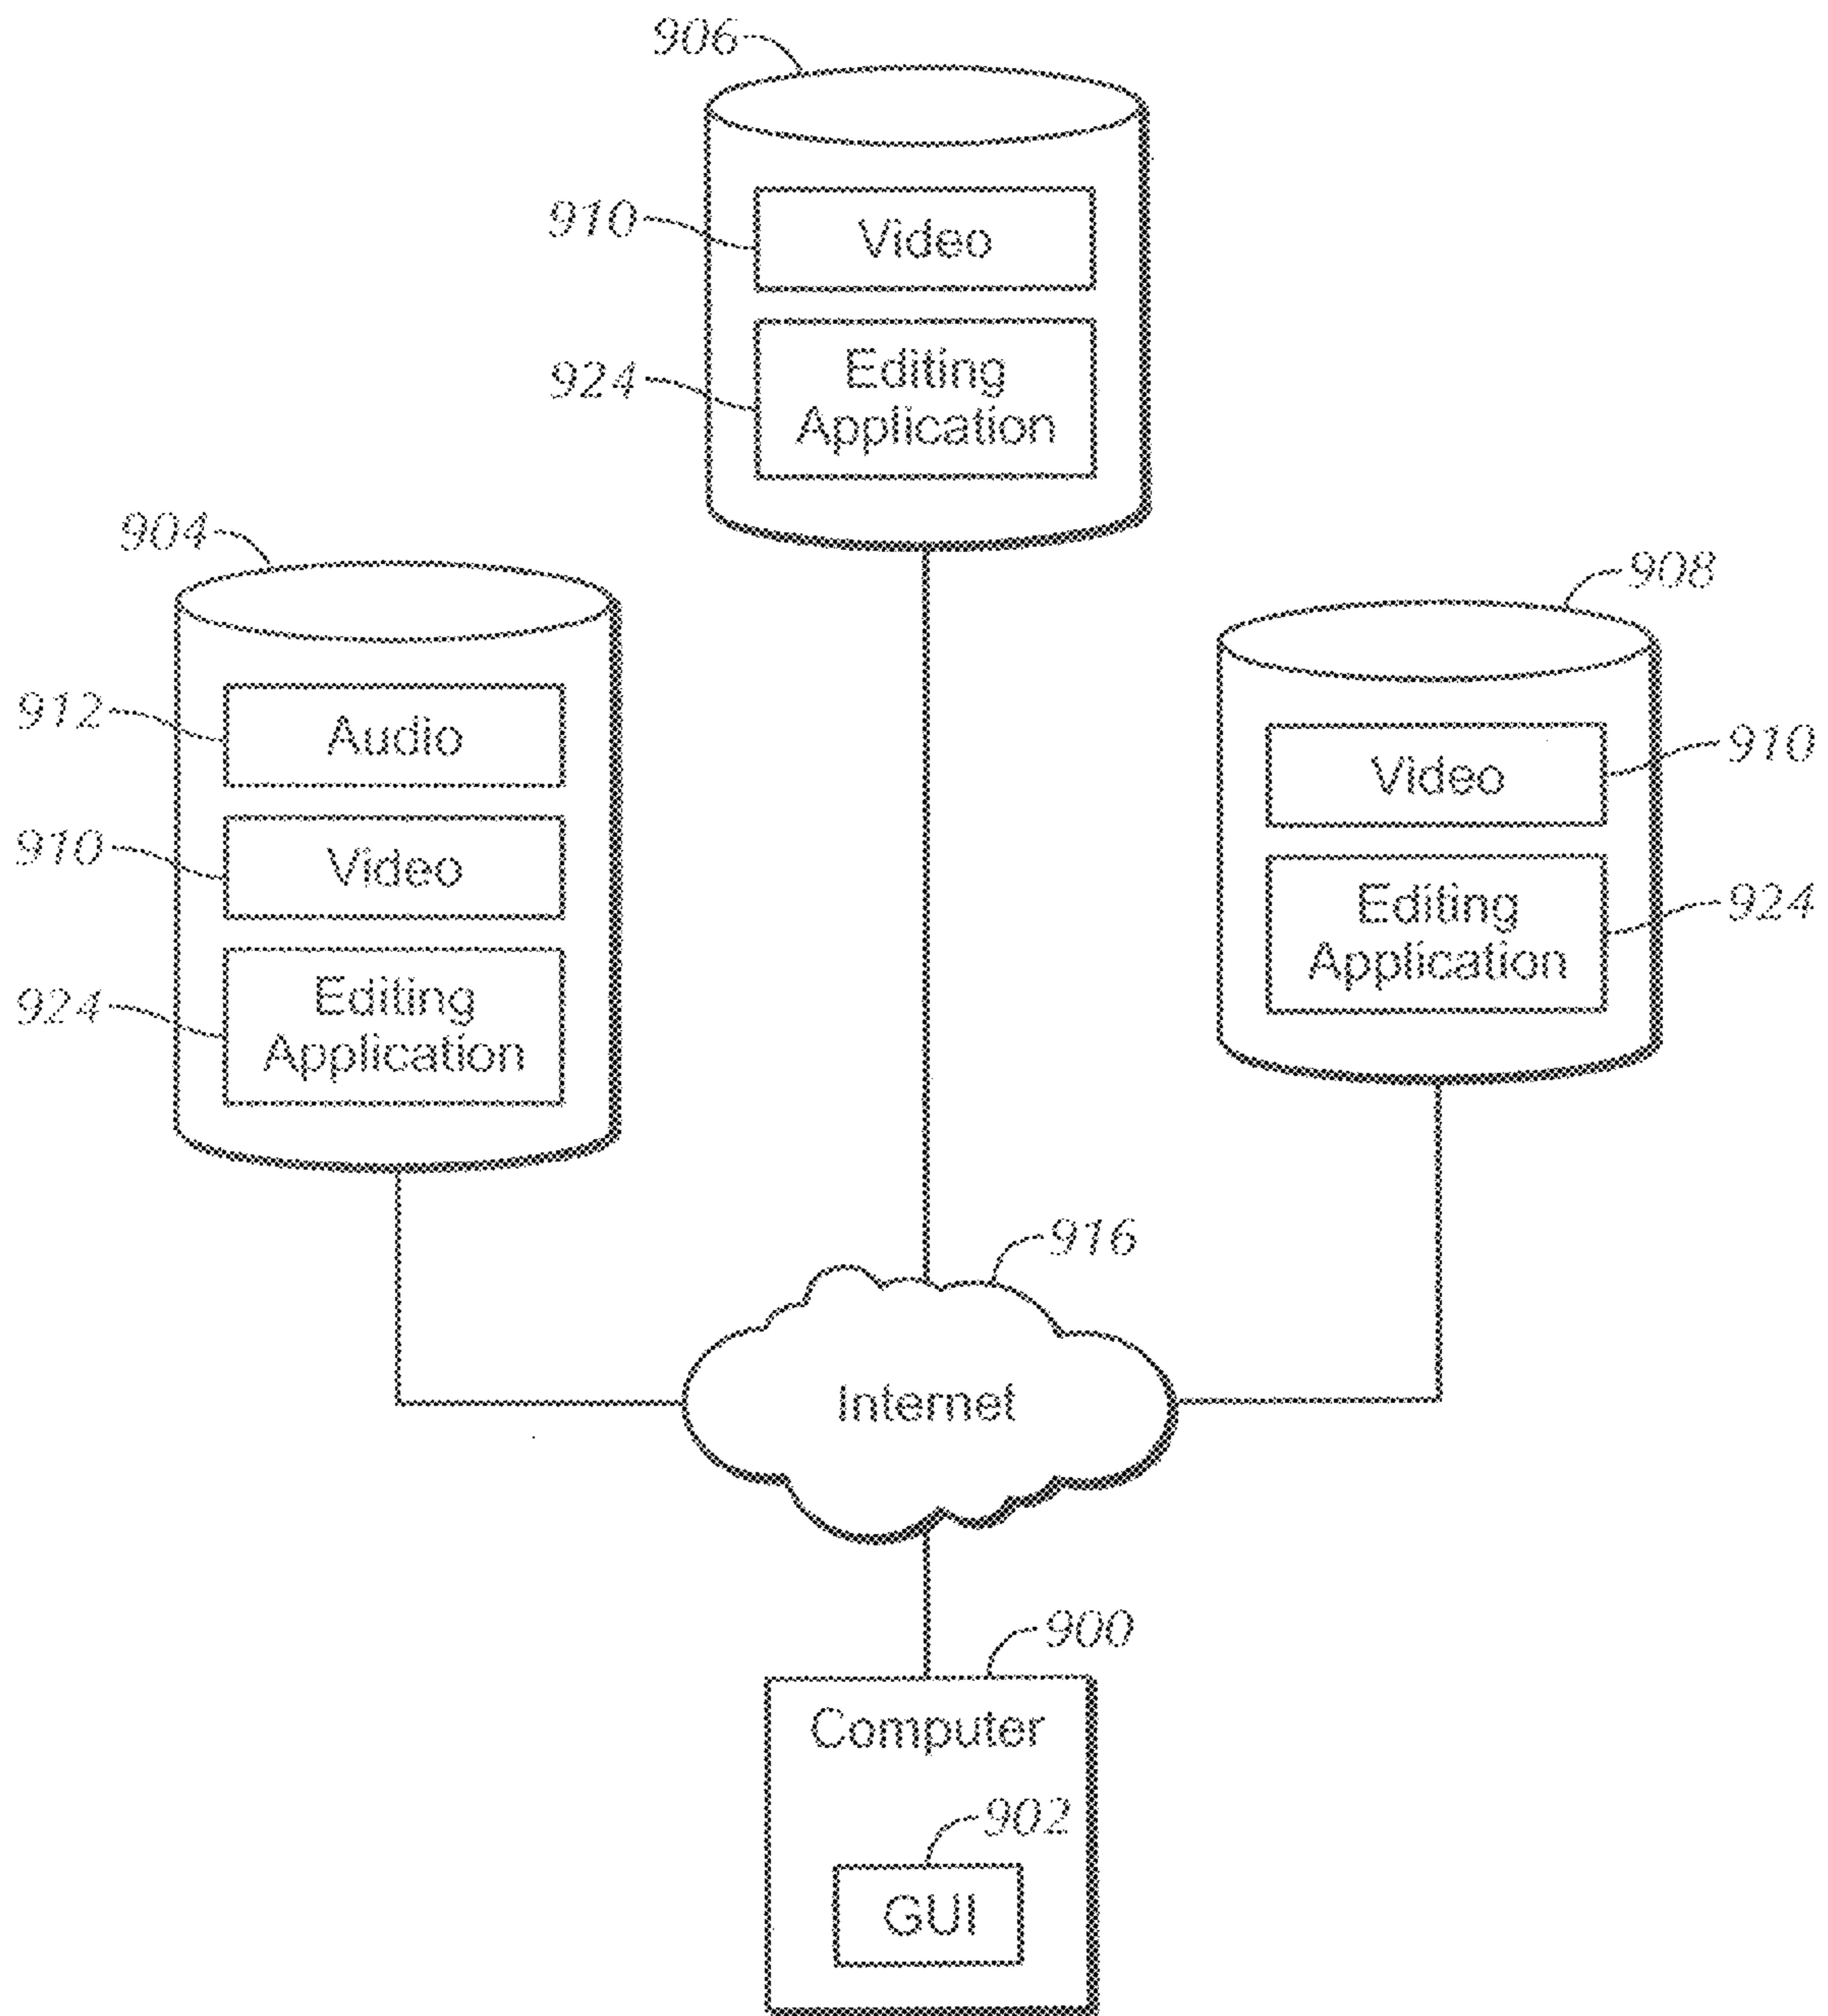 906
910
Video
924
Editing
Application
904
912
Audio
910
Video
924
Editing
Application
908
Video
910
Editing
Application
924
916
Internet
900
Computer
902
GUI